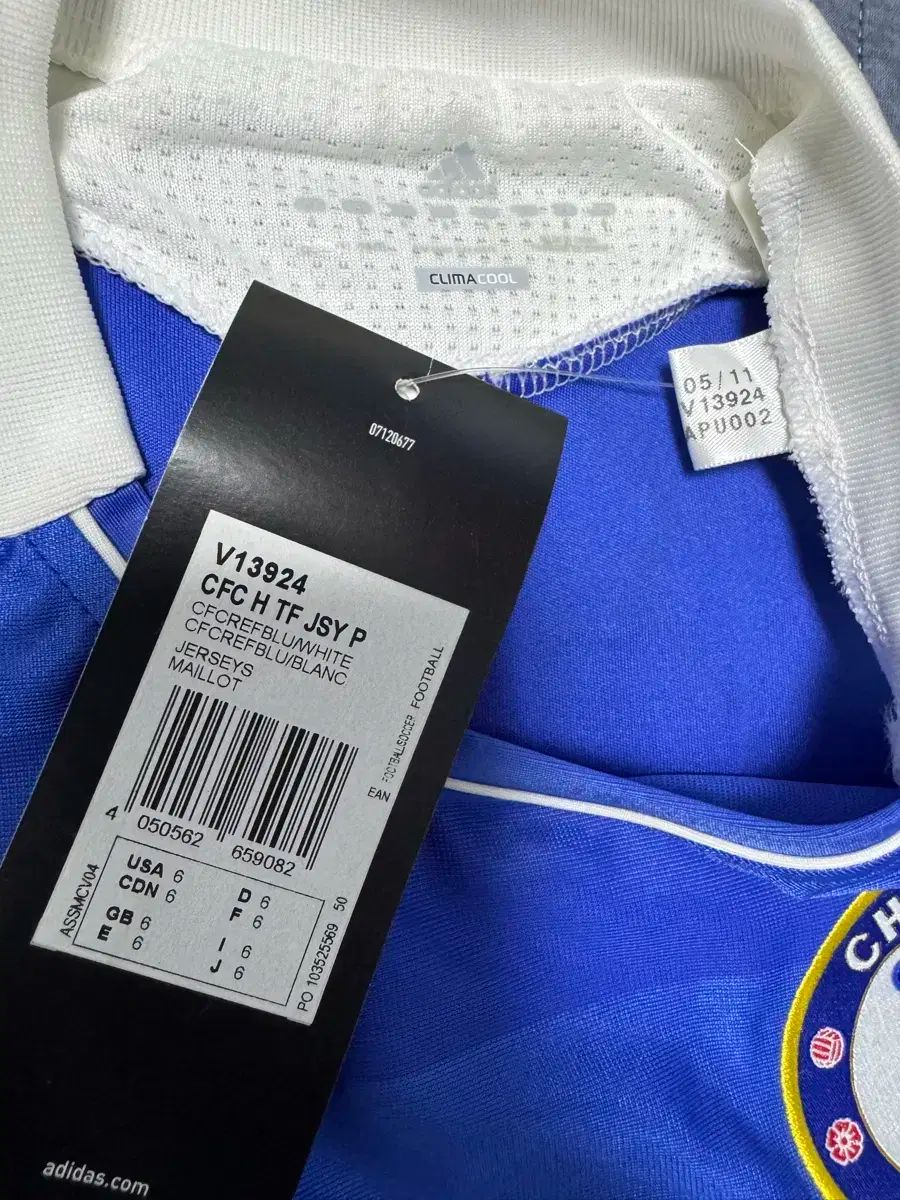 adidas
CLIMACOOL
05/11
V13924
APU002
07120677
V13924
CFC H TF JSY P
CFCREFBLU/WHITE
CFCREFBLU/BLANC
JERSEYS
MAILLOT
FOOTBALL/SOCCER FOOTBALL
EAN
4 050562 659082
ASSMCV04
USA 6 D 6
CDN 6 F 6
GB 6 I 6
E 6 J 6
PO 103525569 50
adidas.com
CH